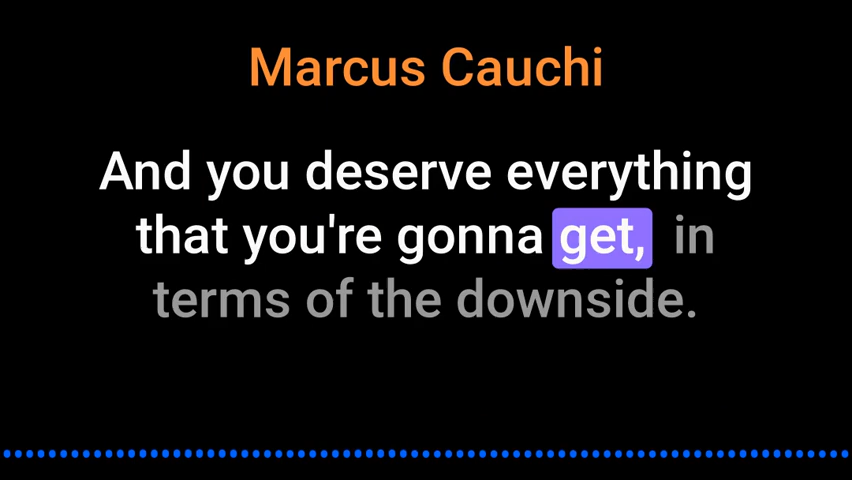 Marcus Cauchi
And you deserve everything
that you're gonna get, in
terms of the downside.